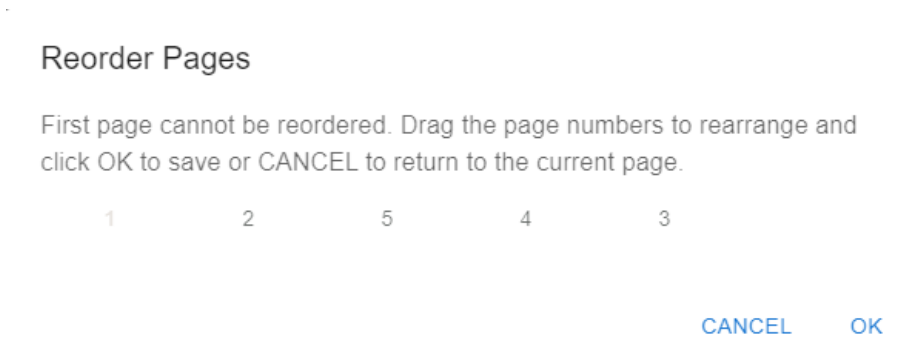 Reorder Pages
First page cannot be reordered. Drag the page numbers to rearrange and
click OK to save or CANCEL to return to the current page.
1 2 5 4 3
CANCEL OK